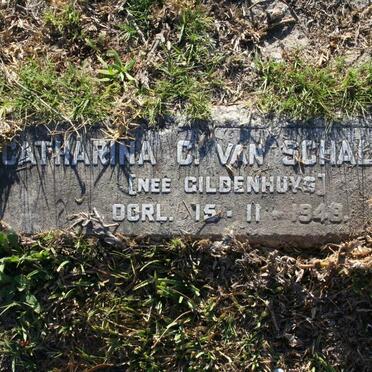 CATHARINA C. VAN SCHAL
[NEE GILDENHUYS]
OORL. 15 - 11 - 1949.